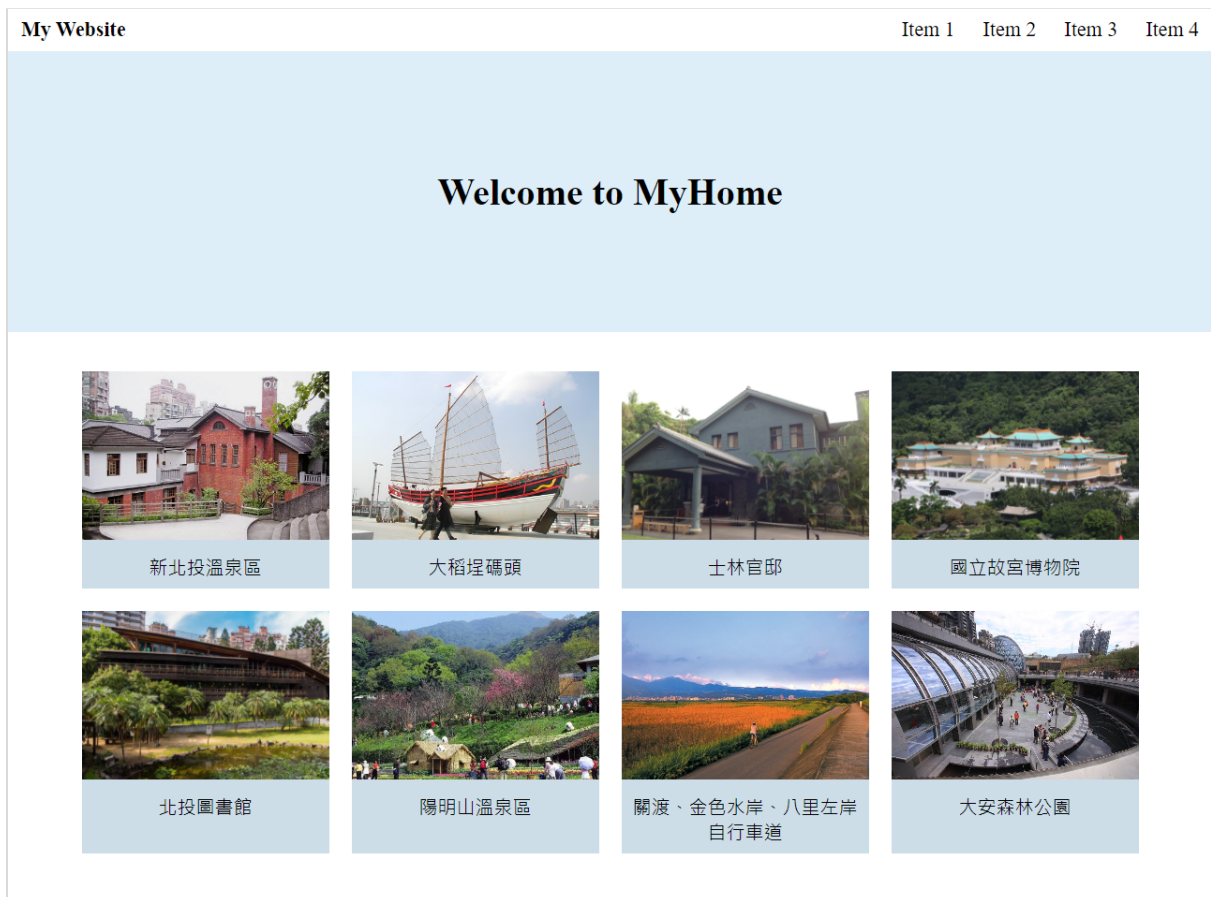 My Website
Item 1
Item 2
Item 3
Item 4
Welcome to MyHome
新北投溫泉區
大稻埕碼頭
士林官邸
國立故宮博物院
北投圖書館
陽明山溫泉區
關渡、金色水岸、八里左岸
自行車道
大安森林公園